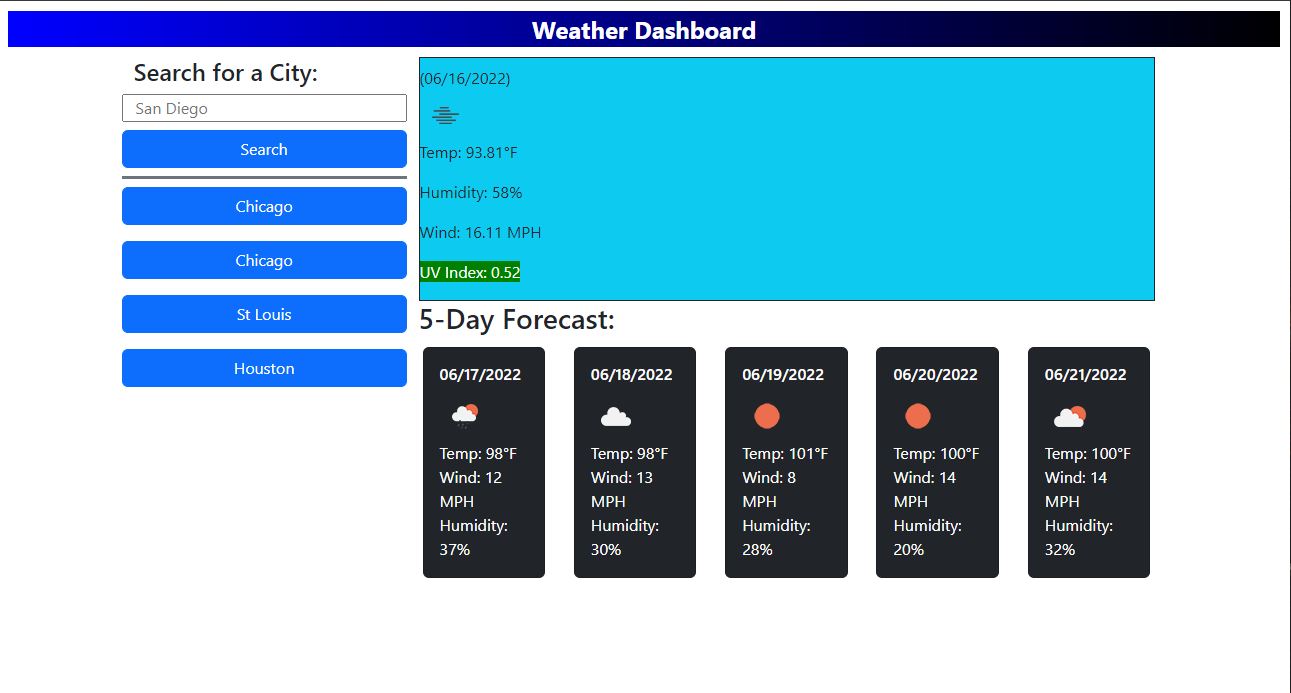 Weather Dashboard
Search for a City:
San Diego
Search
Chicago
Chicago
St Louis
Houston
(06/16/2022)
Temp: 93.81°F
Humidity: 58%
Wind: 16.11 MPH
UV Index: 0.52
5-Day Forecast:
06/17/2022
Temp: 98°F
Wind: 12
MPH
Humidity:
37%
06/18/2022
Temp: 98°F
Wind: 13
MPH
Humidity:
30%
06/19/2022
Temp: 101°F
Wind: 8
MPH
Humidity:
28%
06/20/2022
Temp: 100°F
Wind: 14
MPH
Humidity:
20%
06/21/2022
Temp: 100°F
Wind: 14
MPH
Humidity:
32%